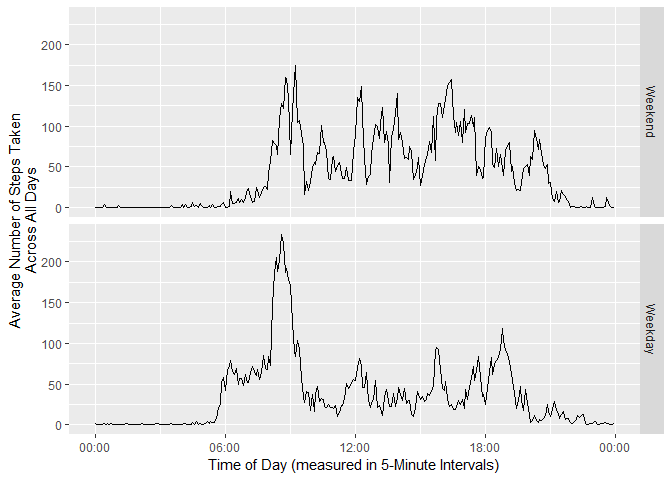 Average Number of Steps Taken
Across All Days
200
150
100
50
0
Weekend
200
150
100
50
0
Weekday
00:00 06:00 12:00 18:00 00:00
Time of Day (measured in 5-Minute Intervals)